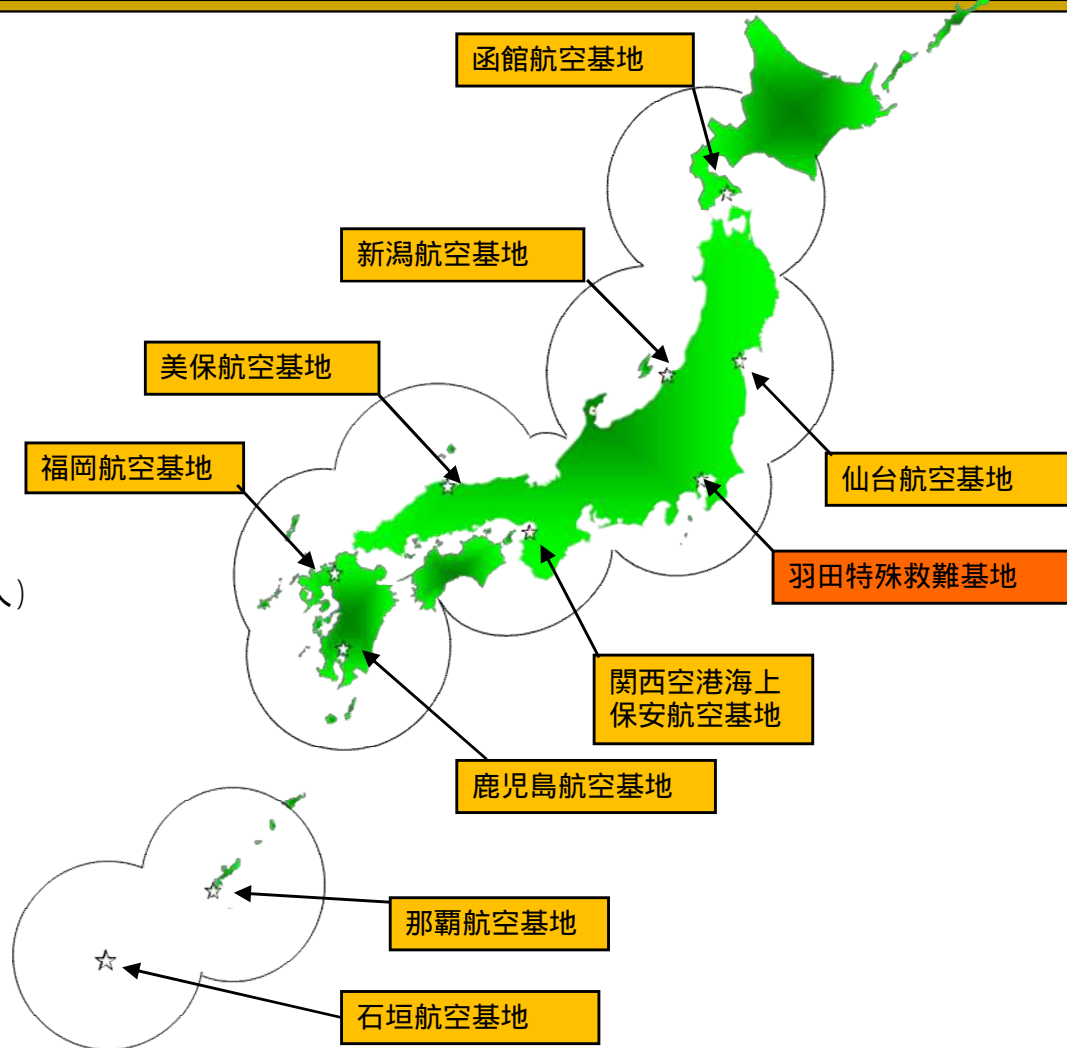 函館航空基地
新潟航空基地
美保航空基地
福岡航空基地
仙台航空基地
羽田特殊救難基地
人)
関西空港海上
保安航空基地
鹿児島航空基地
那覇航空基地
石垣航空基地